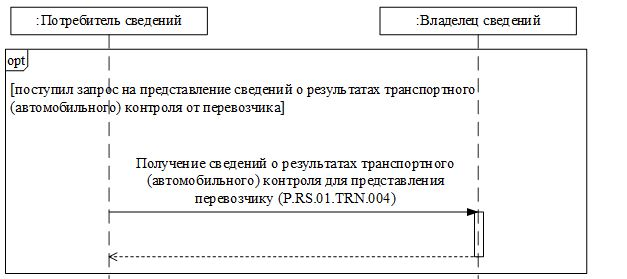 :Потребитель сведений
:Владелец сведений
opt
[поступил запрос на представление сведений о результатах транспортного
(автомобильного) контроля от перевозчика]
Получение сведений о результатах транспортного
(автомобильного) контроля для представления
перевозчику (P.RS.01.TRN.004)